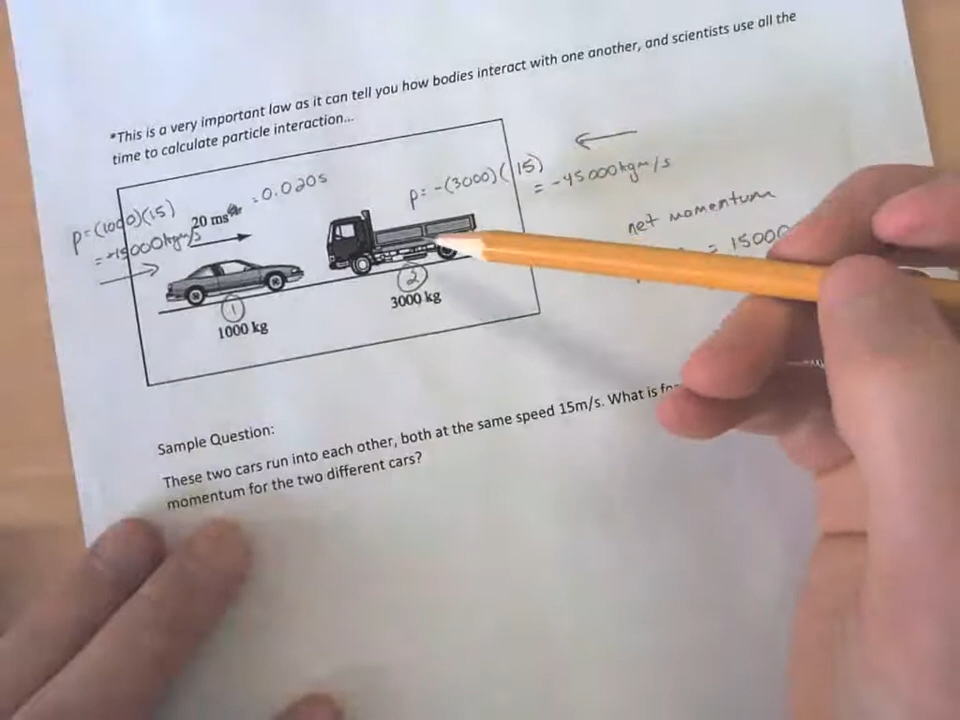 *This is a very important law as it can tell you how bodies interact with one another, and scientists use all the
time to calculate particle interaction...
p=(1000)(15)
= +15000kgm/s
20 ms
= 0.020s
p= -(3000)(15)
= -45000kgm/s
net momentum
= 15000
1
1000 kg
2
3000 kg
Sample Question:
These two cars run into each other, both at the same speed 15m/s. What is
momentum for the two different cars?